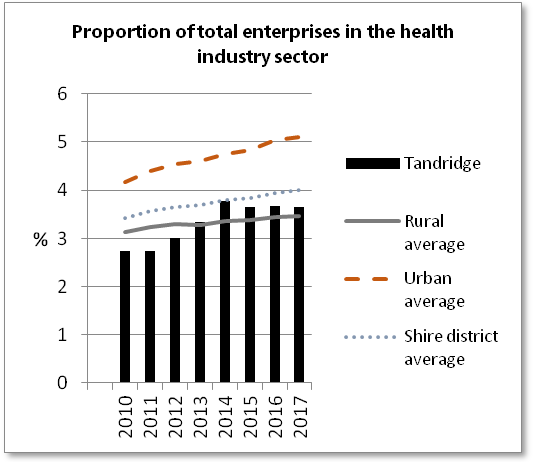 Proportion of total enterprises in the health
industry sector
6
5
4
3
2
1
0
%
2010
2011
2012
2013
2014
2015
2016
2017
Tandridge
Rural
average
Urban
average
Shire district
average